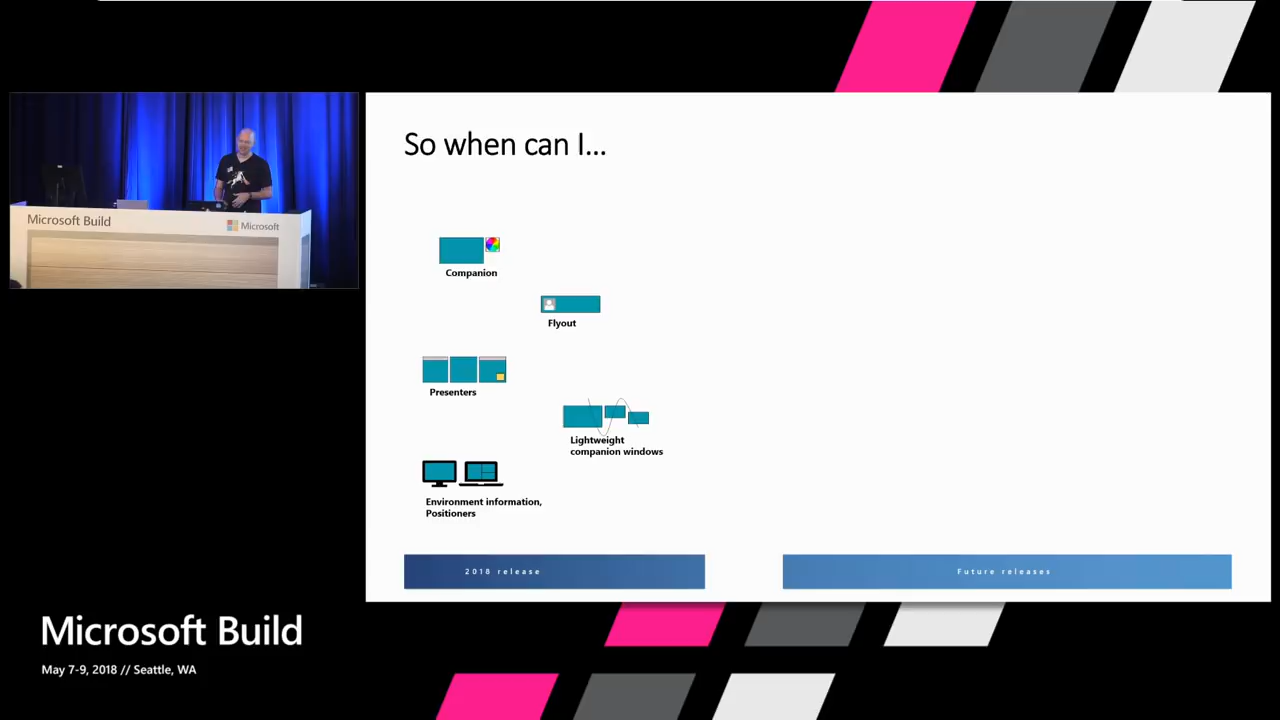 So when can I...
Microsoft Build
Microsoft
Companion
Flyout
Presenters
Lightweight
companion windows
Environment information,
Positioners
2018 release
Future releases
Microsoft Build
May 7-9, 2018 // Seattle, WA